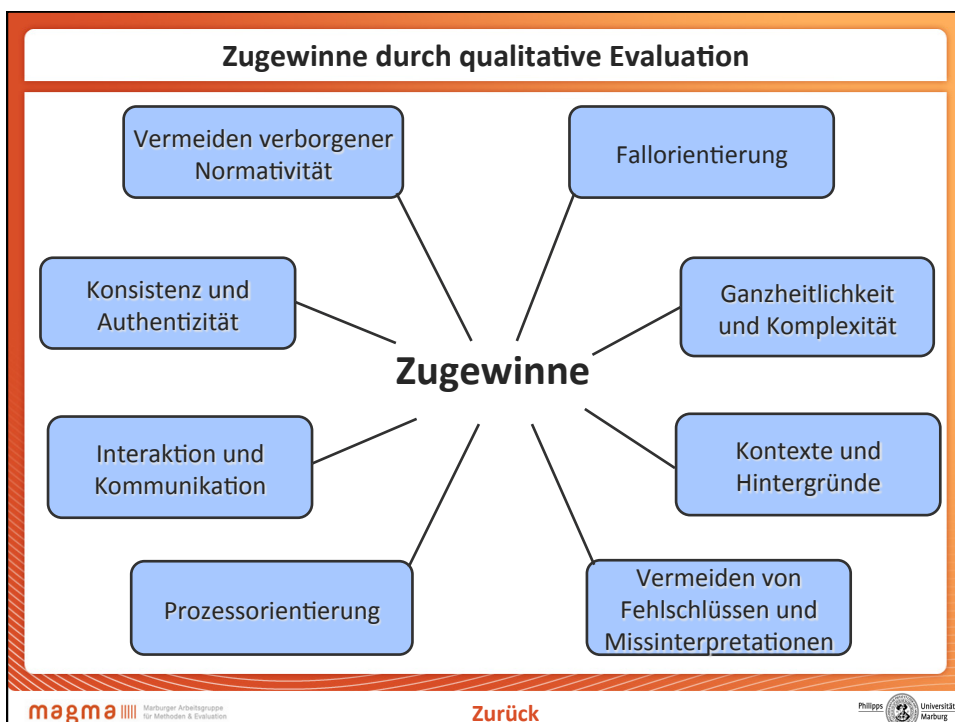 Zugewinne durch qualitative Evaluation
Vermeiden verborgener
Normativität
Fallorientierung
Konsistenz und
Authentizität
Ganzheitlichkeit
und Komplexität
Zugewinne
Interaktion und
Kommunikation
Kontexte und
Hintergründe
Prozessorientierung
Vermeiden von
Fehlschlüssen und
Missinterpretationen
magma
Marburger Arbeitsgruppe
für Methoden & Evaluation
Zurück
Philipps
Universität
Marburg